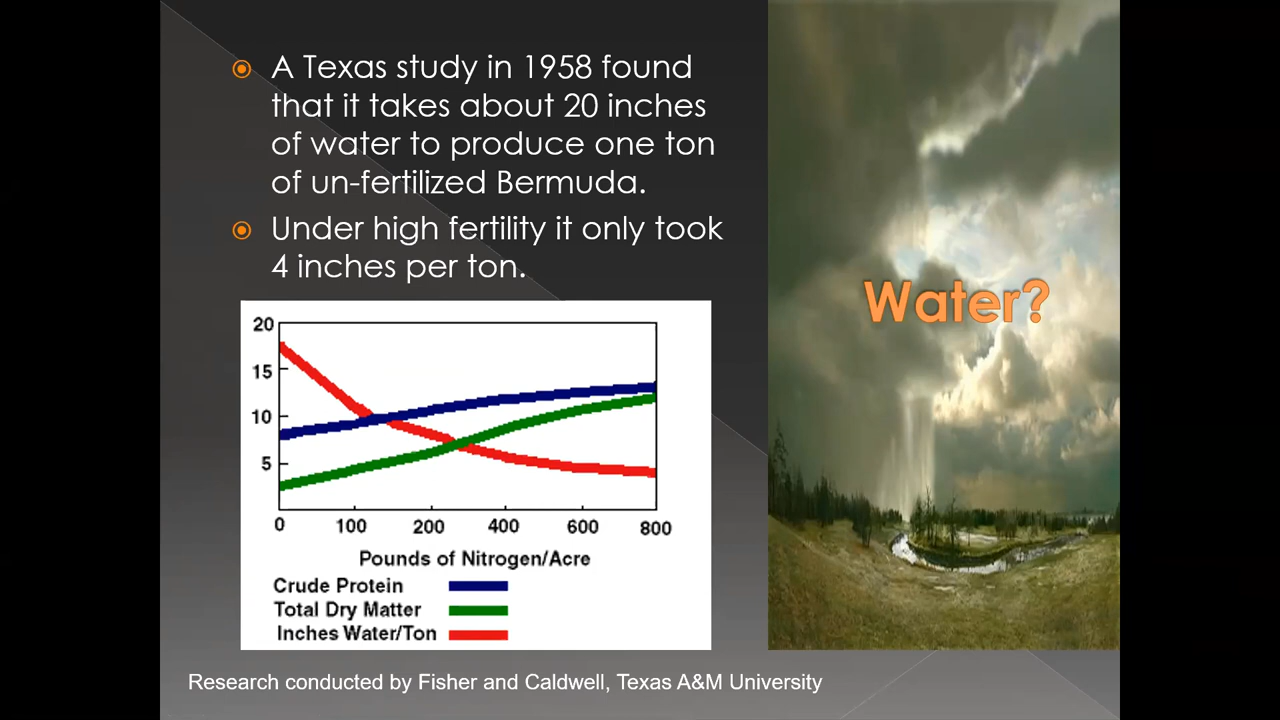 A Texas study in 1958 found
that it takes about 20 inches
of water to produce one ton
of un-fertilized Bermuda.
Under high fertility it only took
4 inches per ton.
Water?
20
15
10
5
0 100 200 400 600 800
Pounds of Nitrogen/Acre
Crude Protein
Total Dry Matter
Inches Water/Ton
Research conducted by Fisher and Caldwell, Texas A&M University